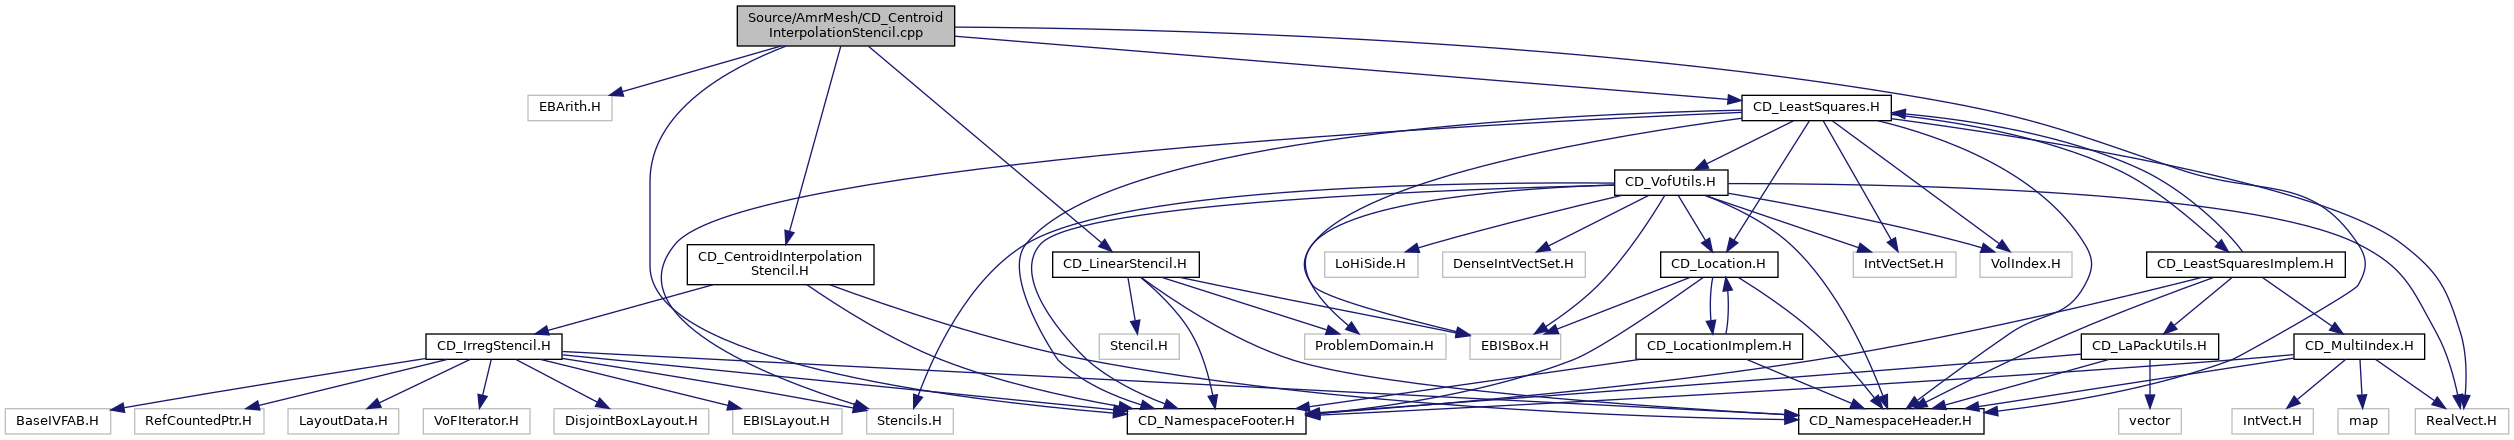 Source/AmrMesh/CD_Centroid
InterpolationStencil.cpp
EBArith.H
CD_LeastSquares.H
CD_VofUtils.H
CD_CentroidInterpolation
Stencil.H
CD_LinearStencil.H
LoHiSide.H
DenseIntVectSet.H
CD_Location.H
IntVectSet.H
VolIndex.H
CD_LeastSquaresImplem.H
CD_IrregStencil.H
Stencil.H
ProblemDomain.H
EBISBox.H
CD_LocationImplem.H
CD_LaPackUtils.H
CD_MultiIndex.H
BaseIVFAB.H
RefCountedPtr.H
LayoutData.H
VoFIterator.H
DisjointBoxLayout.H
EBISLayout.H
Stencils.H
CD_NamespaceFooter.H
CD_NamespaceHeader.H
vector
IntVect.H
map
RealVect.H